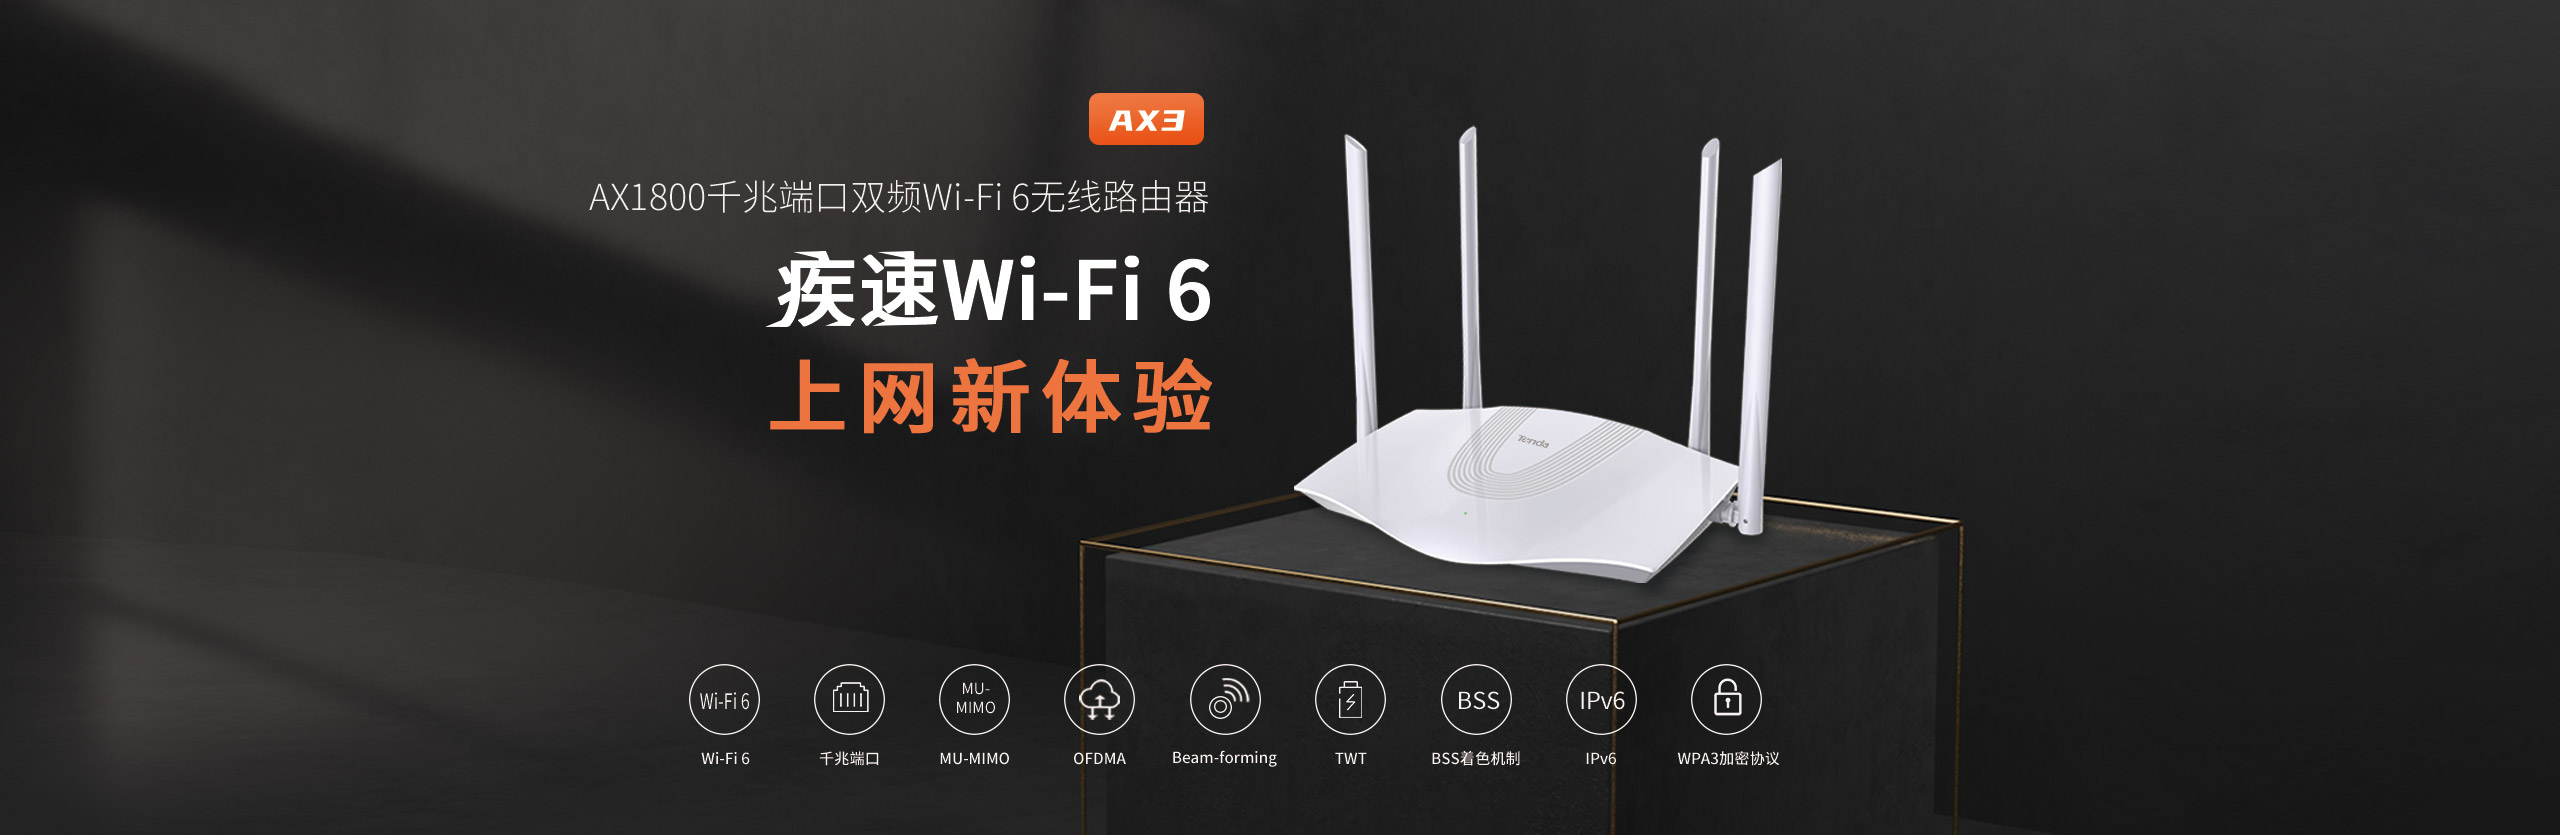 AX3
AX1800千兆端口双频Wi-Fi 6无线路由器
疾速Wi-Fi 6
上网新体验
Tenda
Wi-Fi 6
MU-
MIMO
BSS
IPv6
Wi-Fi 6
千兆端口
MU-MIMO
OFDMA
Beam-forming
TWT
BSS着色机制
IPv6
WPA3加密协议